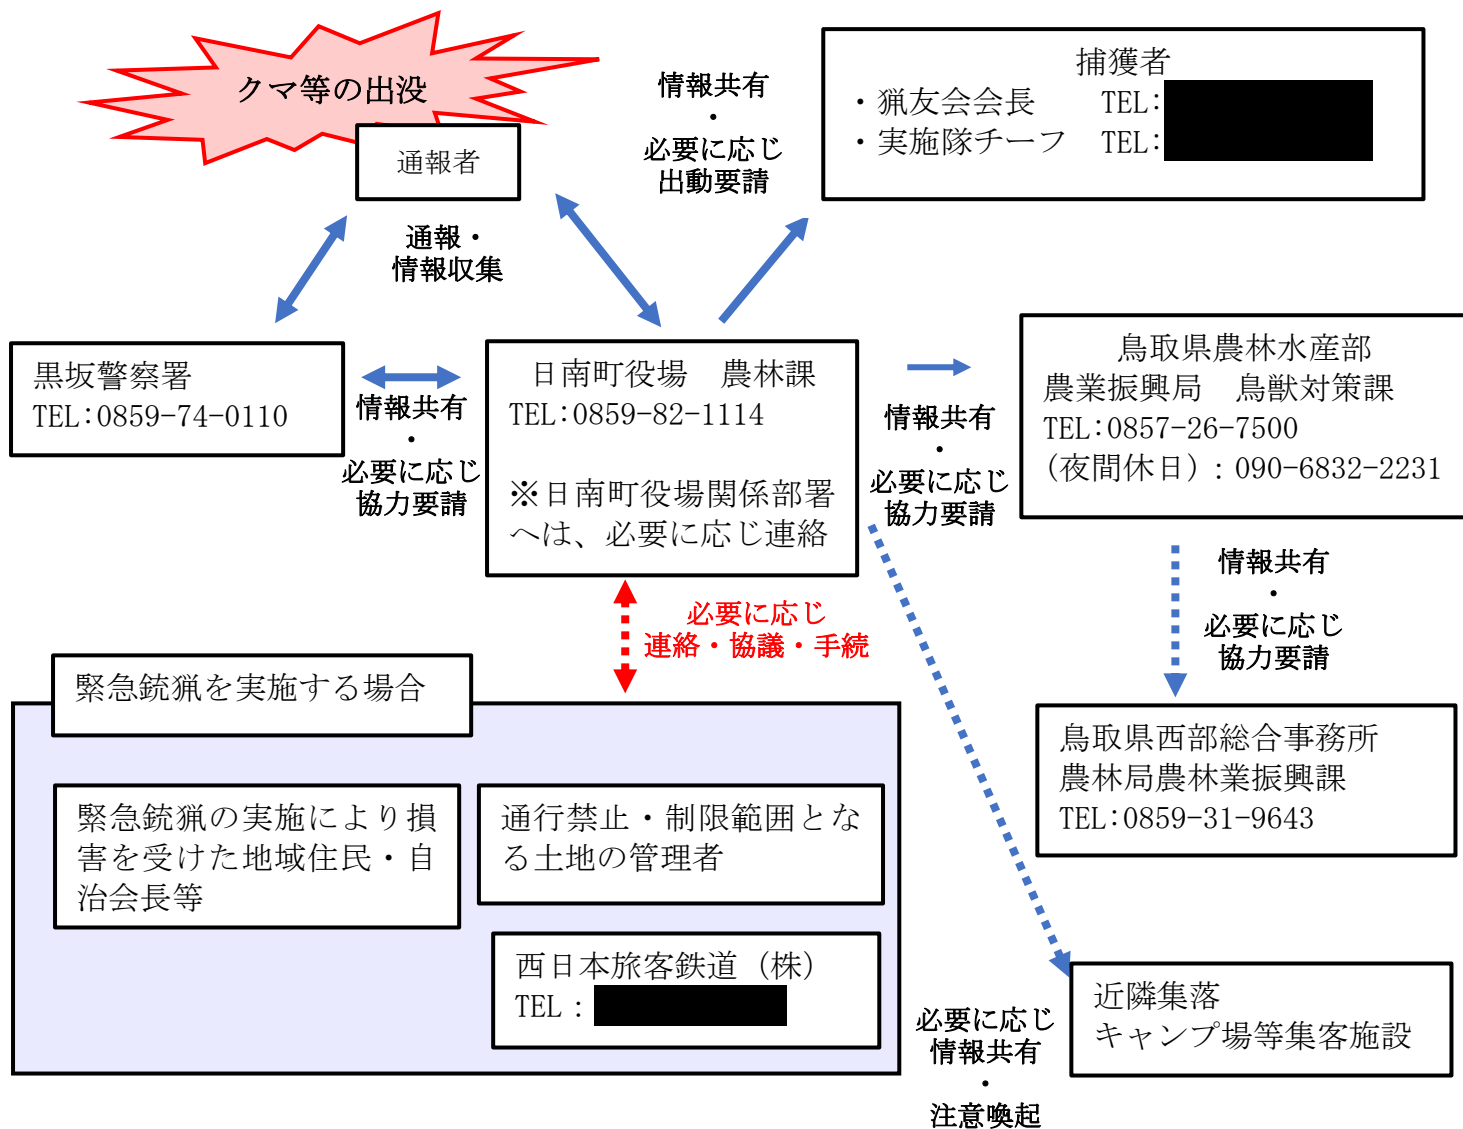 クマ等の出没
通報者
情報共有
・
必要に応じ
出動要請
捕獲者
・猟友会会長　TEL:
・実施隊チーフ　TEL:
通報・
情報収集
黒坂警察署
TEL:0859-74-0110
情報共有
・
必要に応じ
協力要請
日南町役場　農林課
TEL:0859-82-1114
※日南町役場関係部署
へは、必要に応じ連絡
情報共有
・
必要に応じ
協力要請
鳥取県農林水産部
農業振興局　鳥獣対策課
TEL:0857-26-7500
(夜間休日):090-6832-2231
必要に応じ
連絡・協議・手続
情報共有
・
必要に応じ
協力要請
緊急銃猟を実施する場合
緊急銃猟の実施により損
害を受けた地域住民・自
治会長等
通行禁止・制限範囲とな
る土地の管理者
西日本旅客鉄道（株）
TEL：
鳥取県西部総合事務所
農林局農林業振興課
TEL:0859-31-9643
必要に応じ
情報共有
・
注意喚起
近隣集落
キャンプ場等集客施設